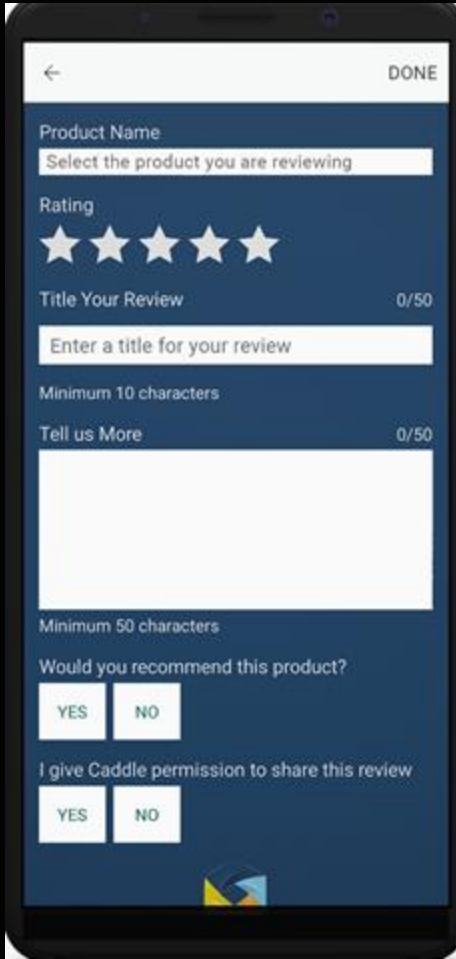 DONE
Product Name
Select the product you are reviewing
Rating
Title Your Review 0/50
Enter a title for your review
Minimum 10 characters
Tell us More 0/50
Minimum 50 characters
Would you recommend this product?
YES NO
I give Caddle permission to share this review
YES NO